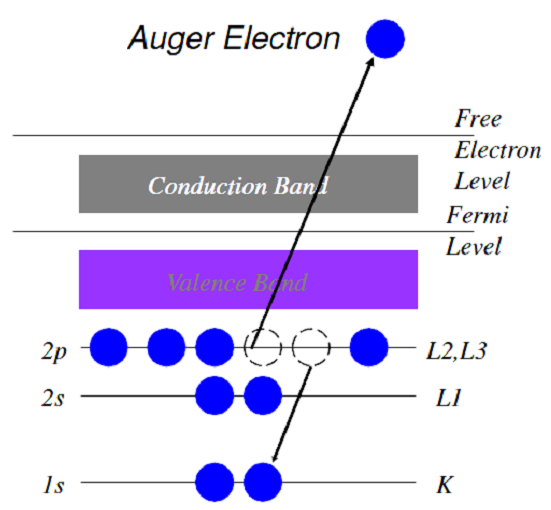 Auger Electron
Free
Electron
Level
Conduction Band
Fermi
Level
Valence Band
2p
L2,L3
2s
L1
1s
K